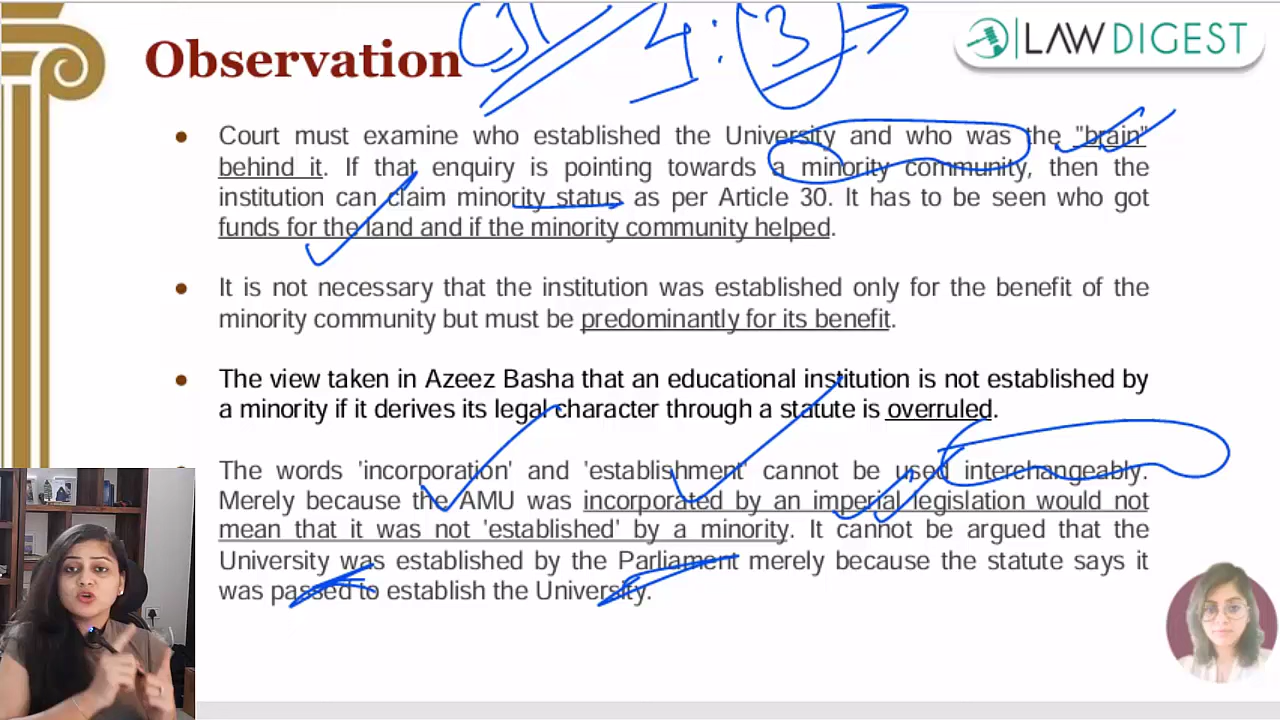 Observation
CJI
4:3
LAW DIGEST
Court must examine who established the University and who was the "brain"
behind it. If that enquiry is pointing towards a minority community, then the
institution can claim minority status as per Article 30. It has to be seen who got
funds for the land and if the minority community helped.
It is not necessary that the institution was established only for the benefit of the
minority community but must be predominantly for its benefit.
The view taken in Azeez Basha that an educational institution is not established by
a minority if it derives its legal character through a statute is overruled.
The words 'incorporation' and 'establishment' cannot be used interchangeably.
Merely because the AMU was incorporated by an imperial legislation would not
mean that it was not 'established' by a minority. It cannot be argued that the
University was established by the Parliament merely because the statute says it
was passed to establish the University.